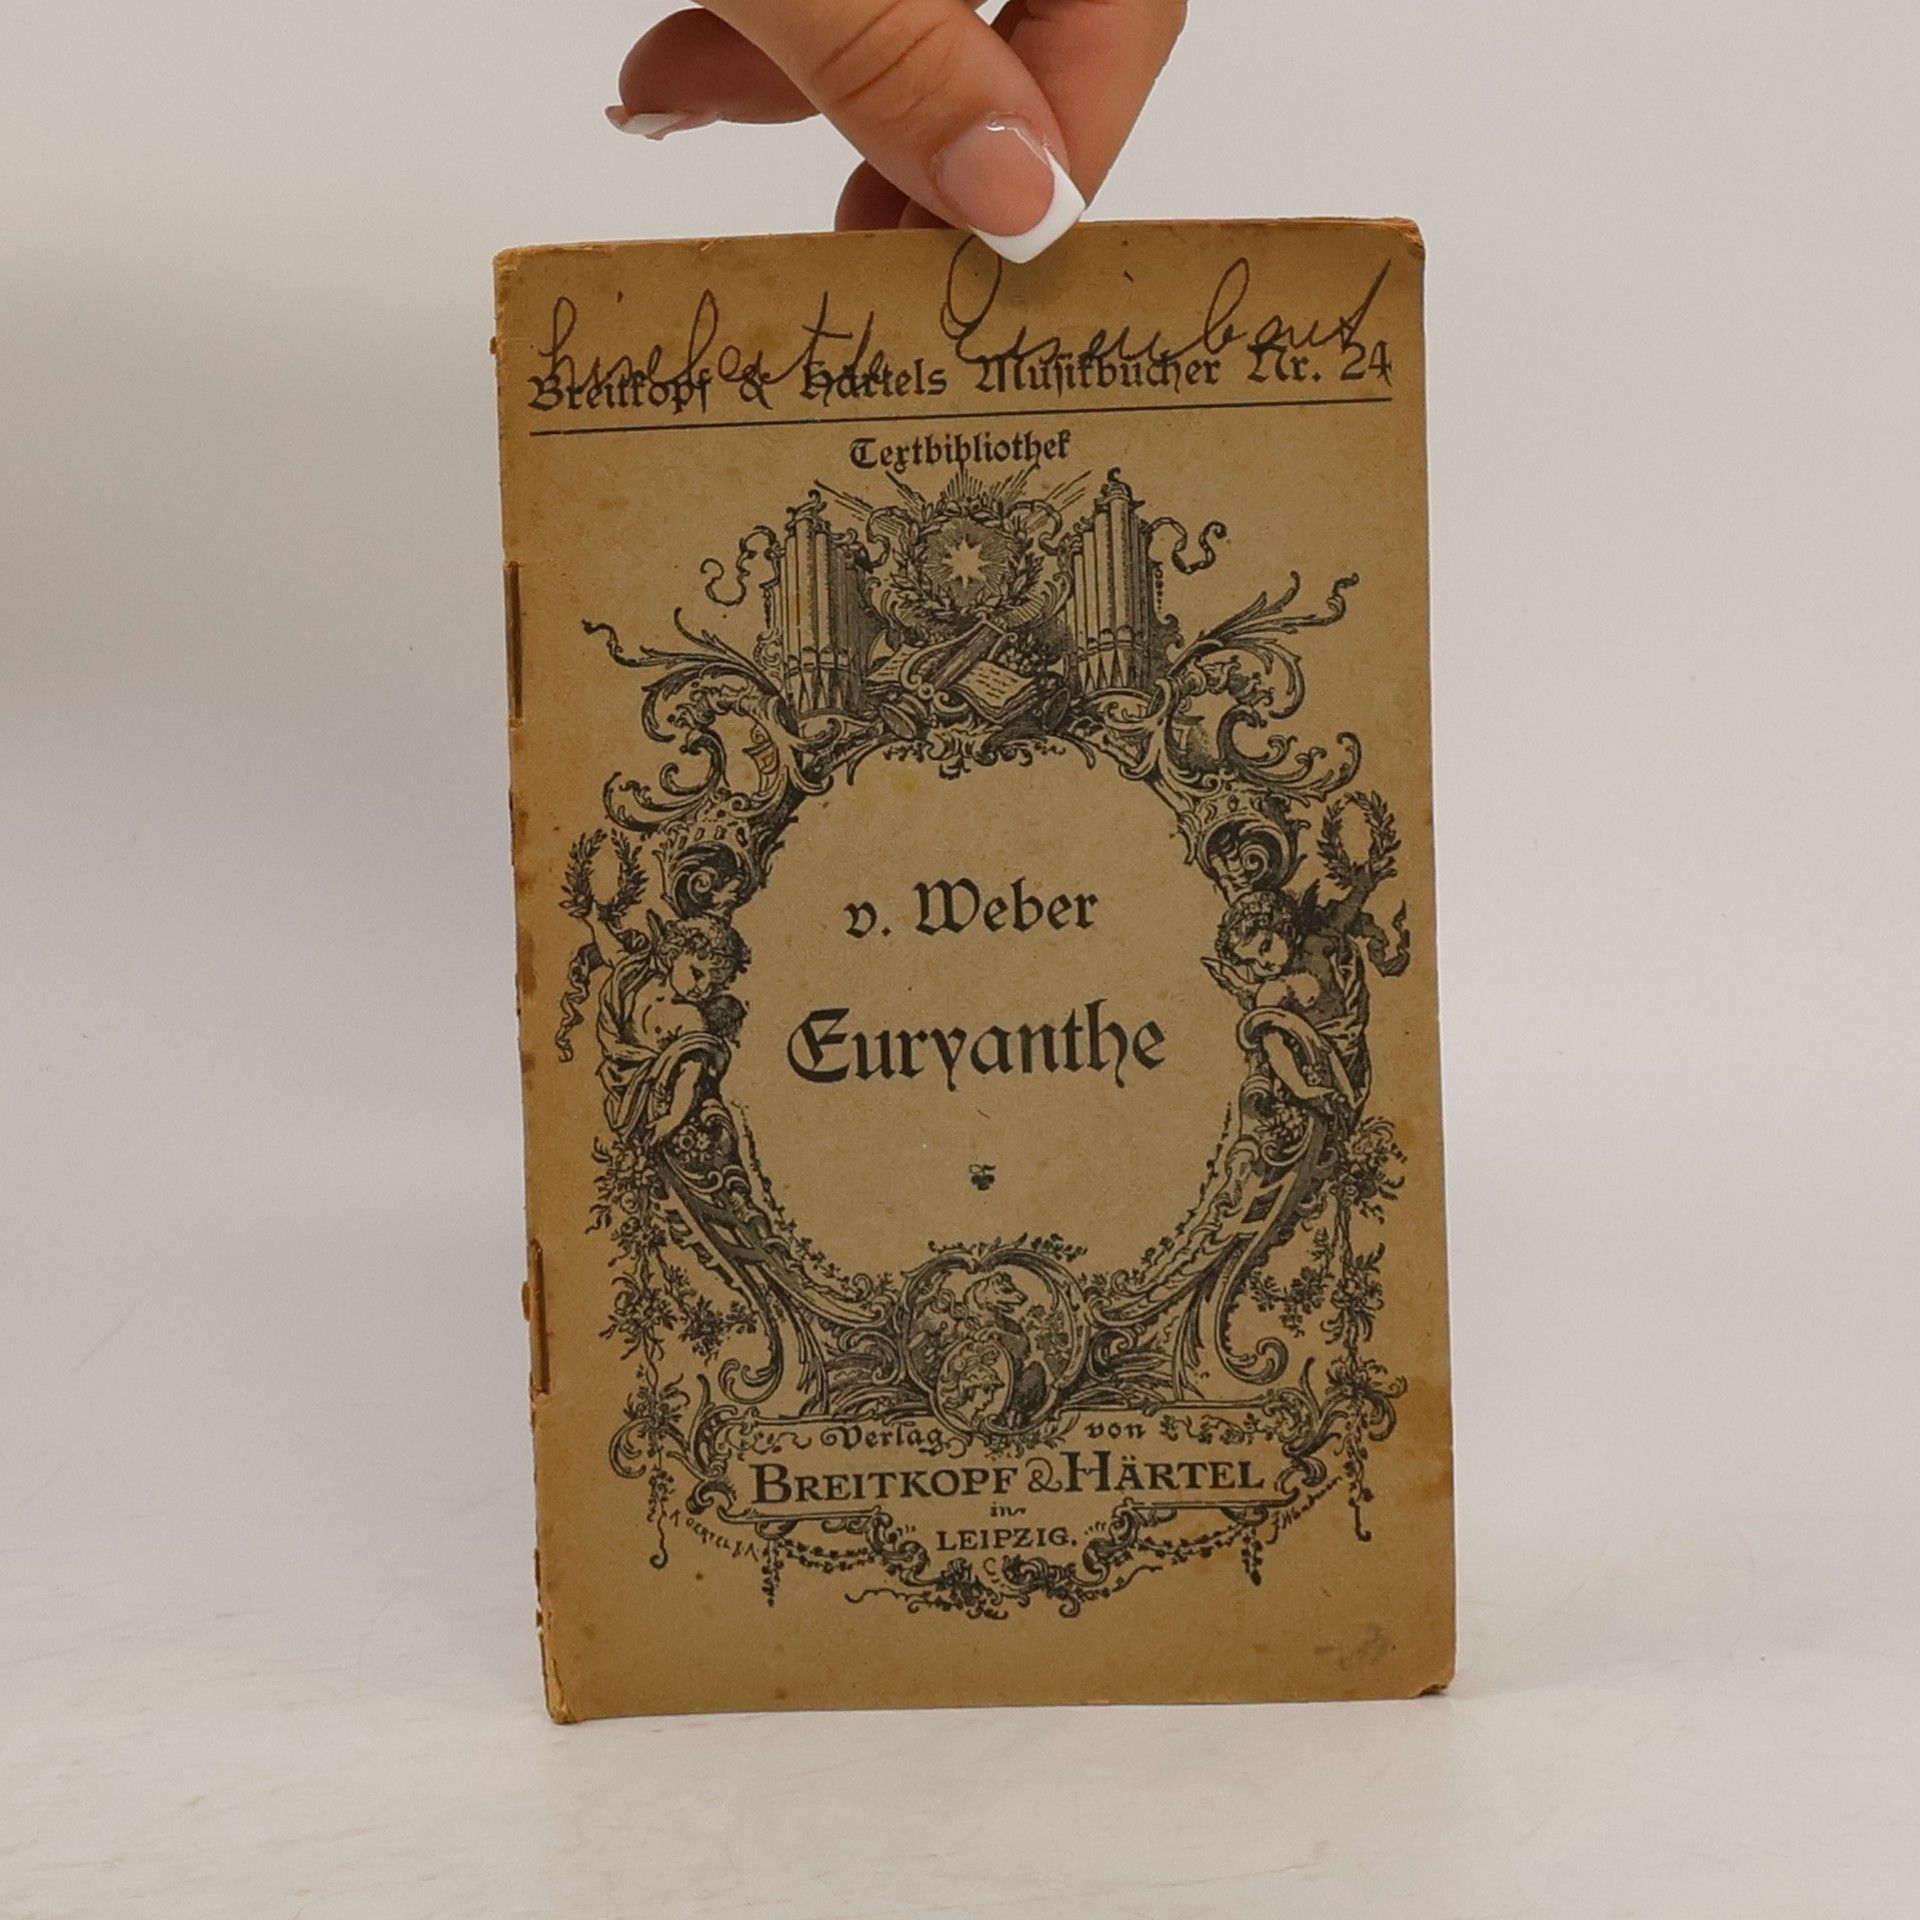 Breitkopf & Härtels Musikbücher Nr. 24
Textbibliothek
v. Weber
Euryanthe
Verlag von
BREITKOPF & HÄRTEL
in
LEIPZIG.